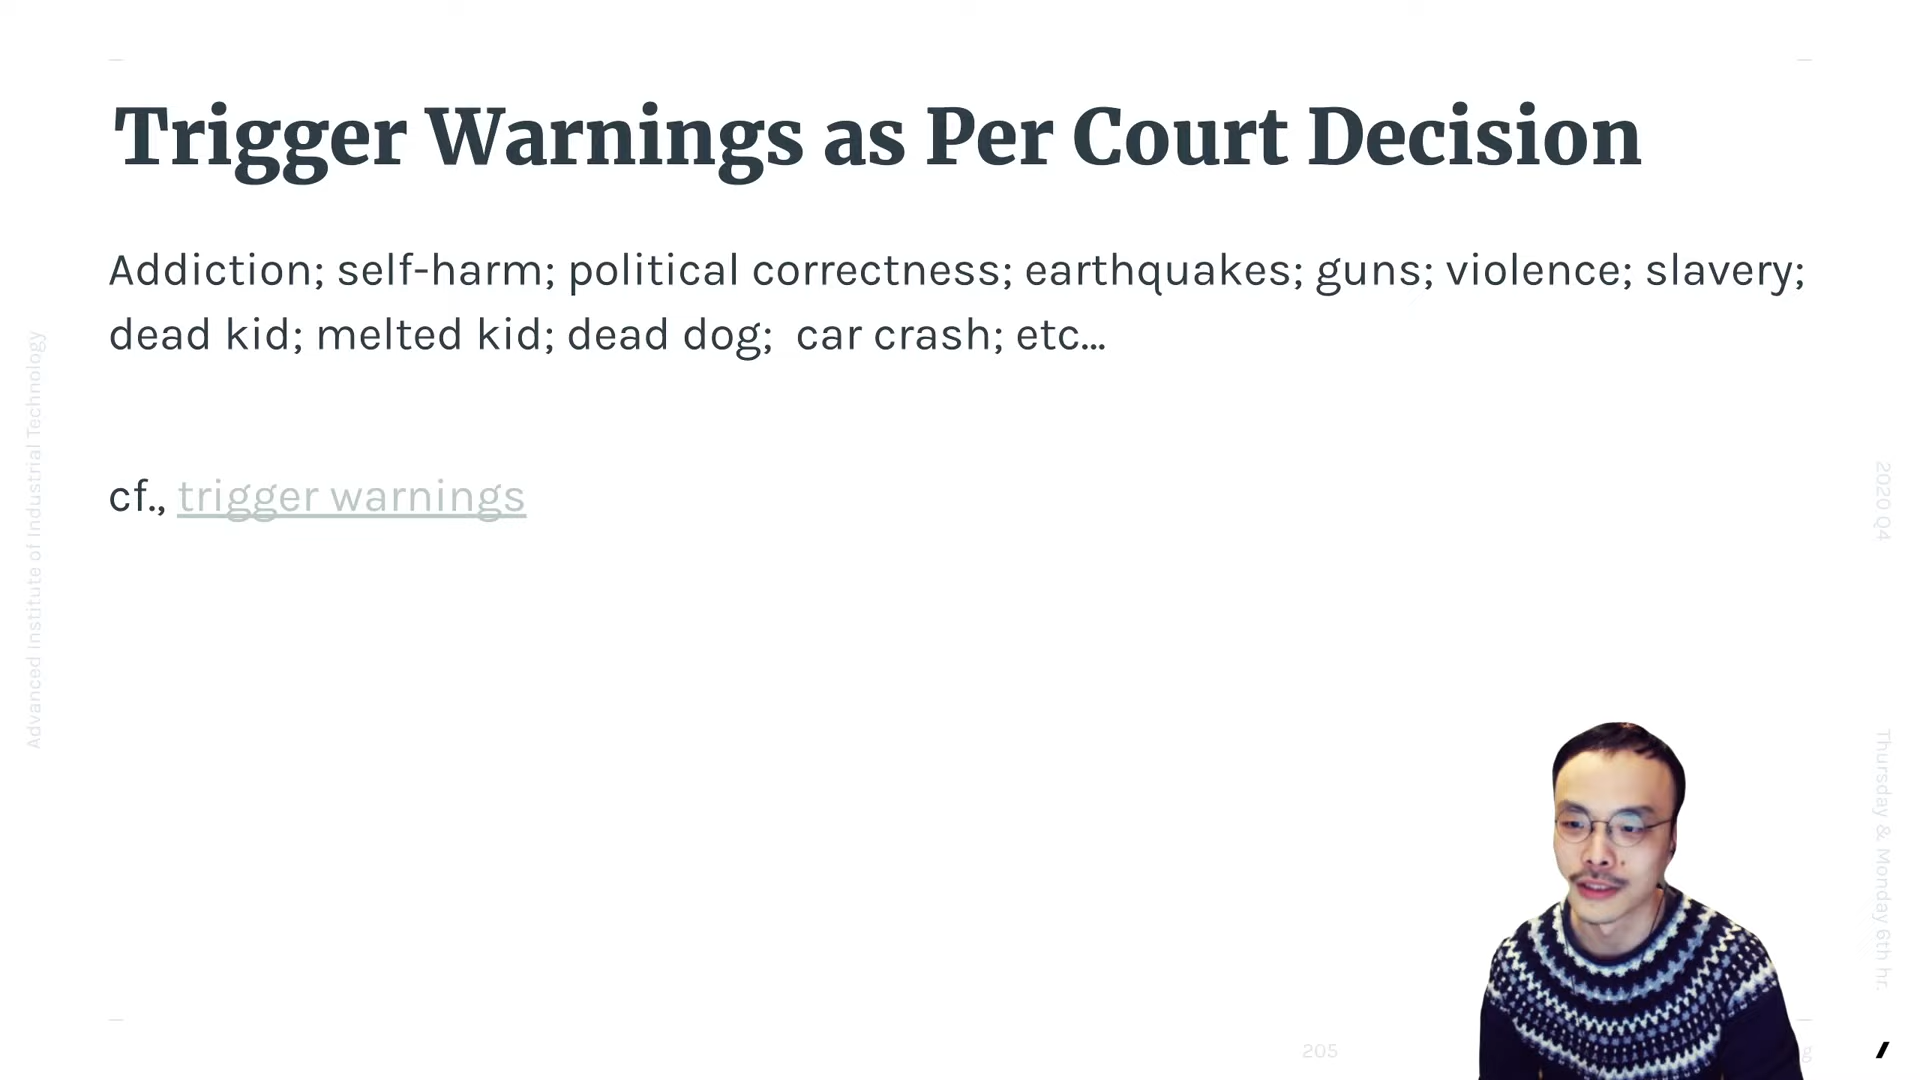 Trigger Warnings as Per Court Decision
Addiction; self-harm; political correctness; earthquakes; guns; violence; slavery;
dead kid; melted kid; dead dog;  car crash; etc…
cf., trigger warnings
Advanced Institute of Industrial Technology
2020 Q4
Thursday & Monday 6th hr.
205